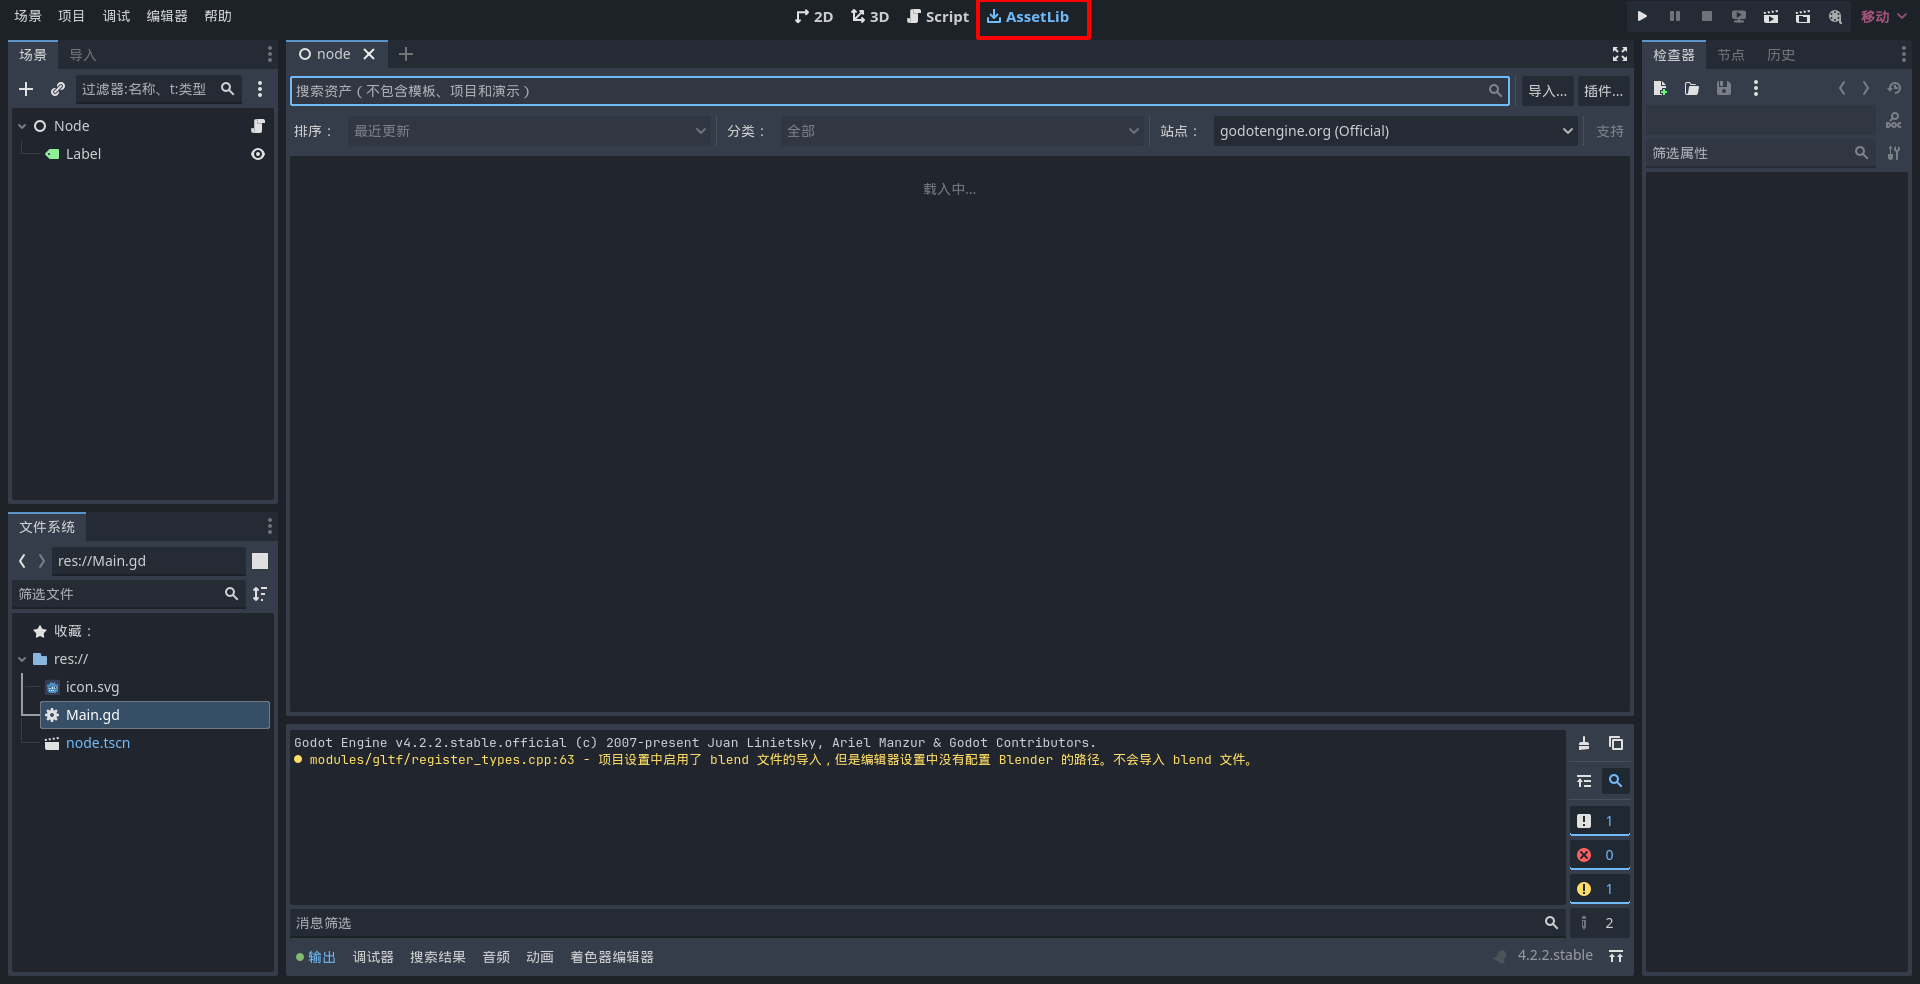 场景 项目 调试 编辑器 帮助 2D 3D Script AssetLib 移动
场景 导入
过滤器:名称、t:类型
Node
Label
文件系统
res://Main.gd
筛选文件
收藏：
res://
icon.svg
Main.gd
node.tscn
node
搜索资产（不包含模板、项目和演示） 导入... 插件...
排序： 最近更新 分类： 全部 站点： godotengine.org (Official) 支持
载入中...
Godot Engine v4.2.2.stable.official (c) 2007-present Juan Linietsky, Ariel Manzur & Godot Contributors.
modules/gltf/register_types.cpp:63 - 项目设置中启用了 blend 文件的导入，但是编辑器设置中没有配置 Blender 的路径。不会导入 blend 文件。
1
0
1
消息筛选 2
输出 调试器 搜索结果 音频 动画 着色器编辑器 4.2.2.stable
检查器 节点 历史
DOC
筛选属性